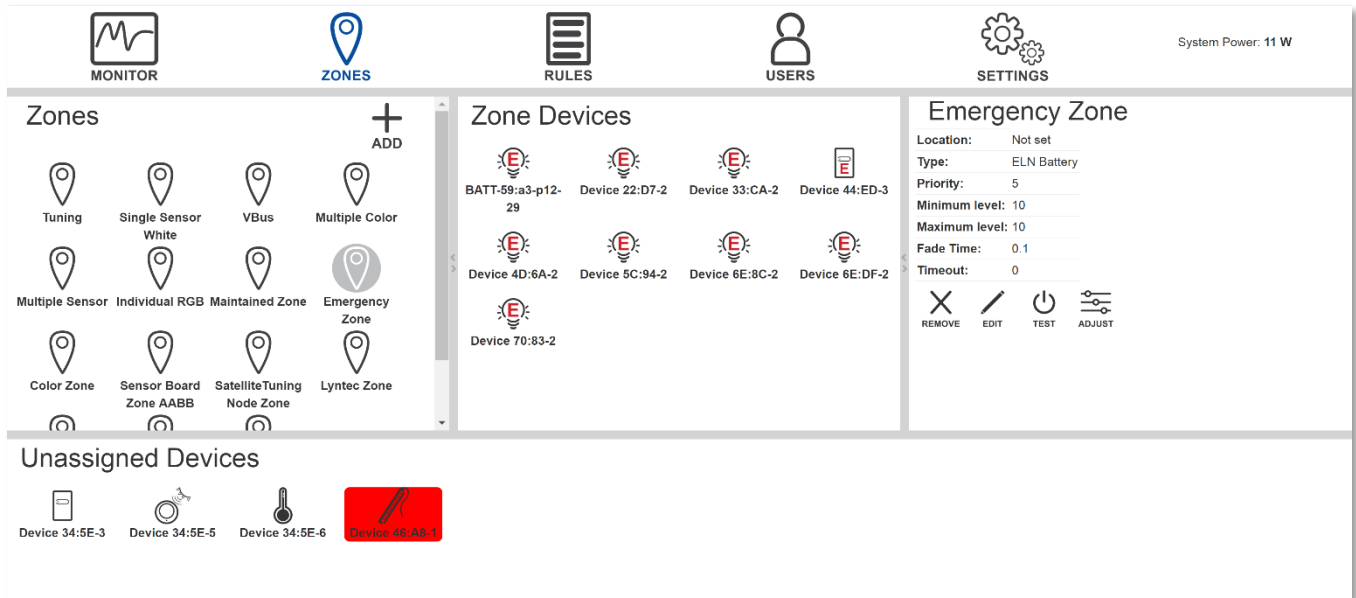 MONITOR
ZONES
RULES
USERS
SETTINGS
System Power: 11 W
Zones
ADD
Tuning
Single Sensor
White
VBus
Multiple Color
Multiple Sensor
Individual RGB
Maintained Zone
Emergency
Zone
Color Zone
Sensor Board
Zone AABB
SatelliteTuning
Node Zone
Lyntec Zone
Zone Devices
E
BATT-59:a3-p12-
29
E
Device 22:D7-2
E
Device 33:CA-2
E
Device 44:ED-3
E
Device 4D:6A-2
E
Device 5C:94-2
E
Device 6E:8C-2
E
Device 6E:DF-2
E
Device 70:83-2
Emergency Zone
Location: Not set
Type: ELN Battery
Priority: 5
Minimum level: 10
Maximum level: 10
Fade Time: 0.1
Timeout: 0
REMOVE
EDIT
TEST
ADJUST
Unassigned Devices
Device 34:5E-3
Device 34:5E-5
Device 34:5E-6
Device 46:A8-1